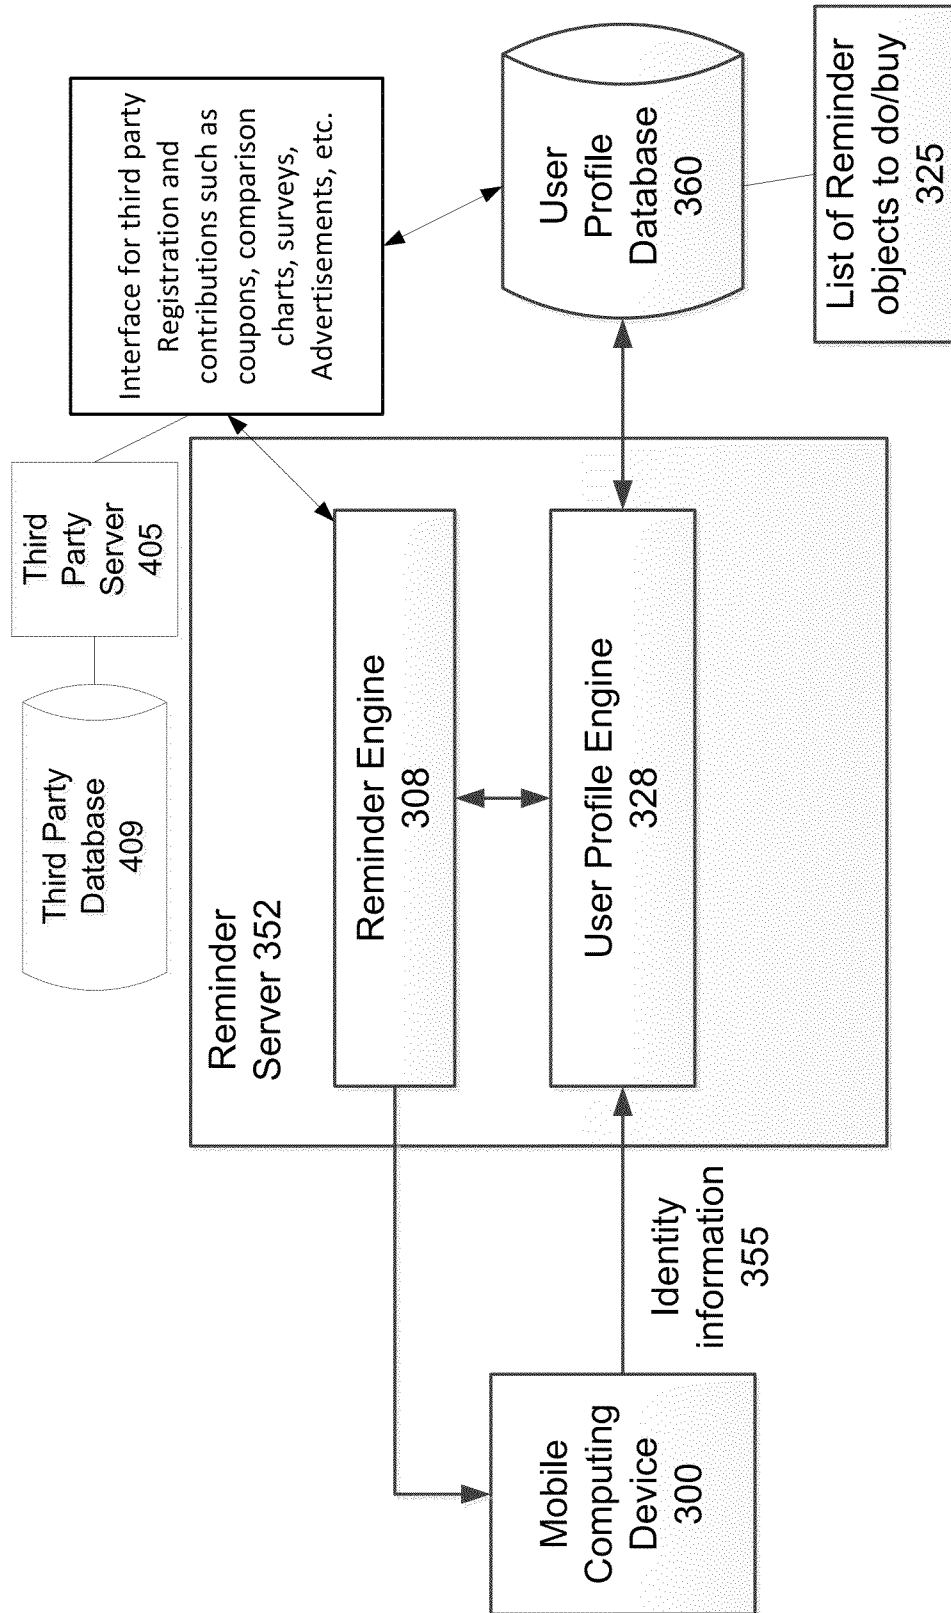 Third Party
Database
409
Third
Party
Server
405
Interface for third party
Registration and
contributions such as
coupons, comparison
charts, surveys,
Advertisements, etc.
Reminder
Server 352
Reminder Engine
308
User Profile Engine
328
Mobile
Computing
Device
300
Identity
information
355
User
Profile
Database
360
List of Reminder
objects to do/buy
325